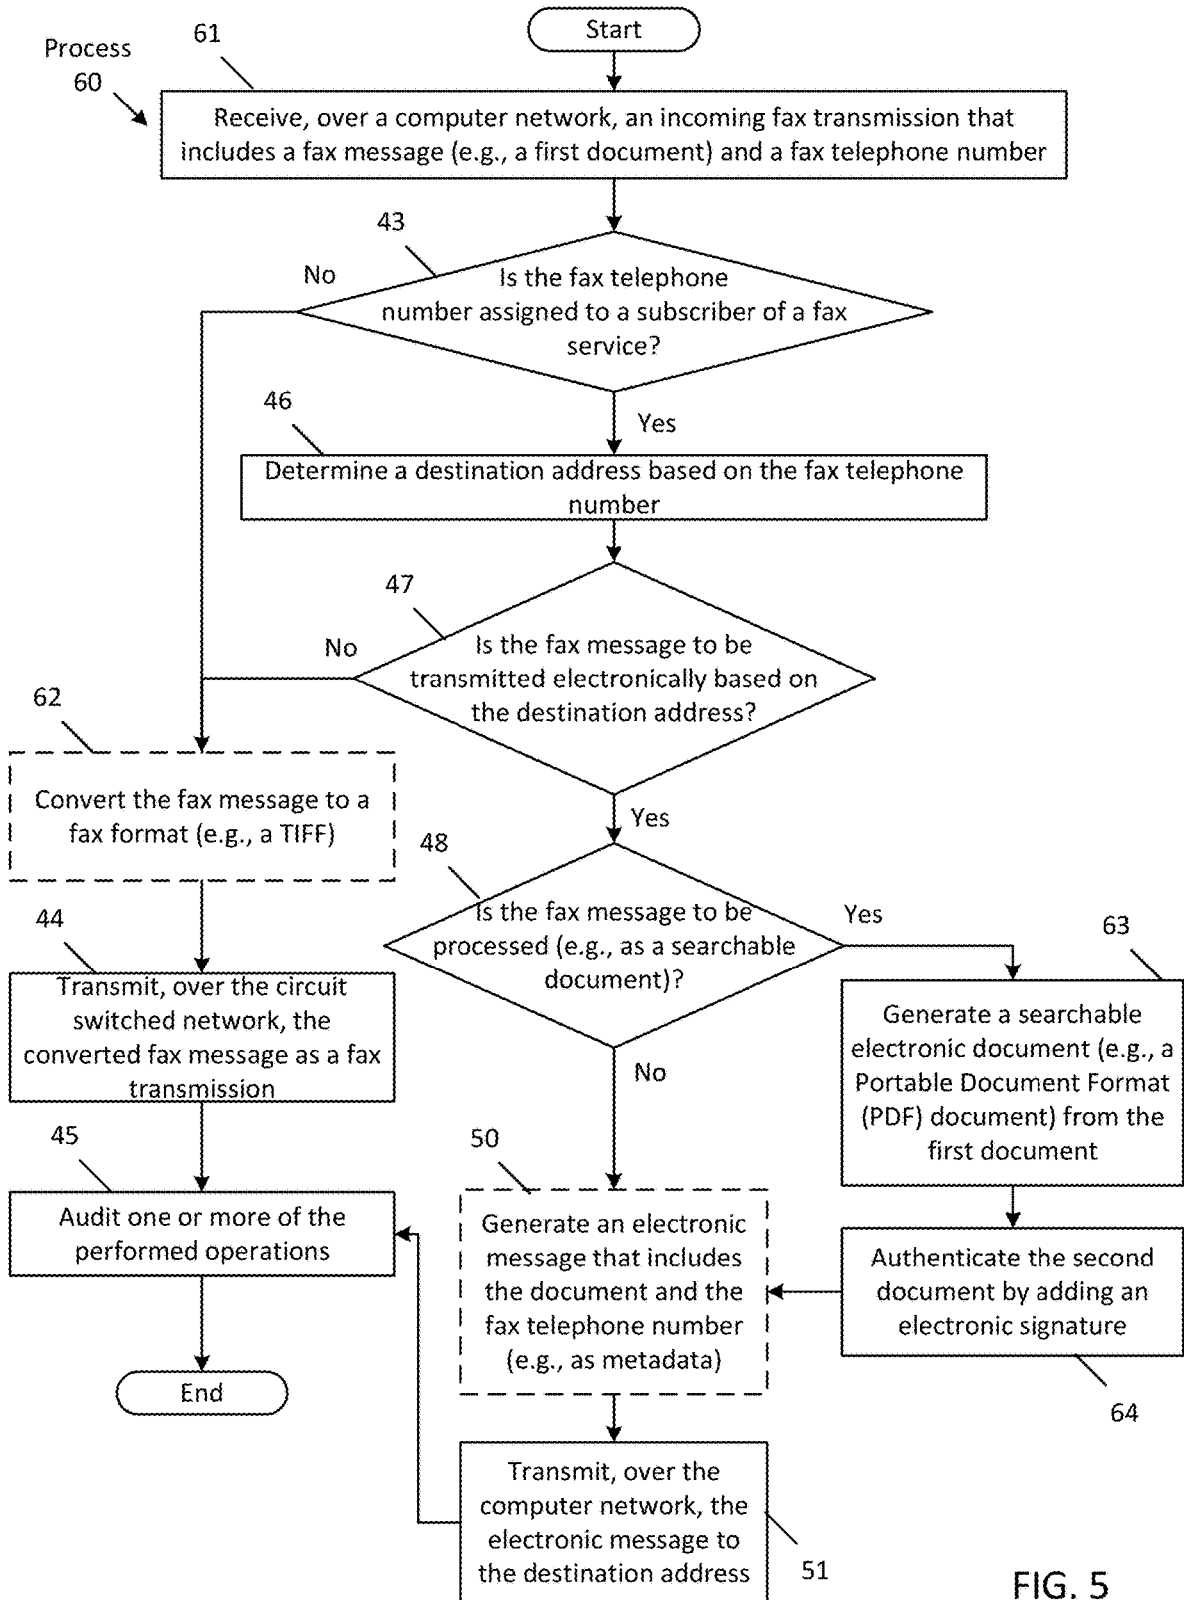 Start
61
Process
60
Receive, over a computer network, an incoming fax transmission that
includes a fax message (e.g., a first document) and a fax telephone number
43
No
Is the fax telephone
number assigned to a subscriber of a fax
service?
46
Yes
Determine a destination address based on the fax telephone
number
47
No
Is the fax message to be
transmitted electronically based on
the destination address?
62
Convert the fax message to a
fax format (e.g., a TIFF)
Yes
48
Is the fax message to be
processed (e.g., as a searchable
document)?
Yes
63
44
Transmit, over the circuit
switched network, the
converted fax message as a fax
transmission
Generate a searchable
electronic document (e.g., a
Portable Document Format
(PDF) document) from the
first document
No
45
Audit one or more of the
performed operations
50
Generate an electronic
message that includes
the document and the
fax telephone number
(e.g., as metadata)
Authenticate the second
document by adding an
electronic signature
64
End
Transmit, over the
computer network, the
electronic message to
the destination address
51
FIG. 5